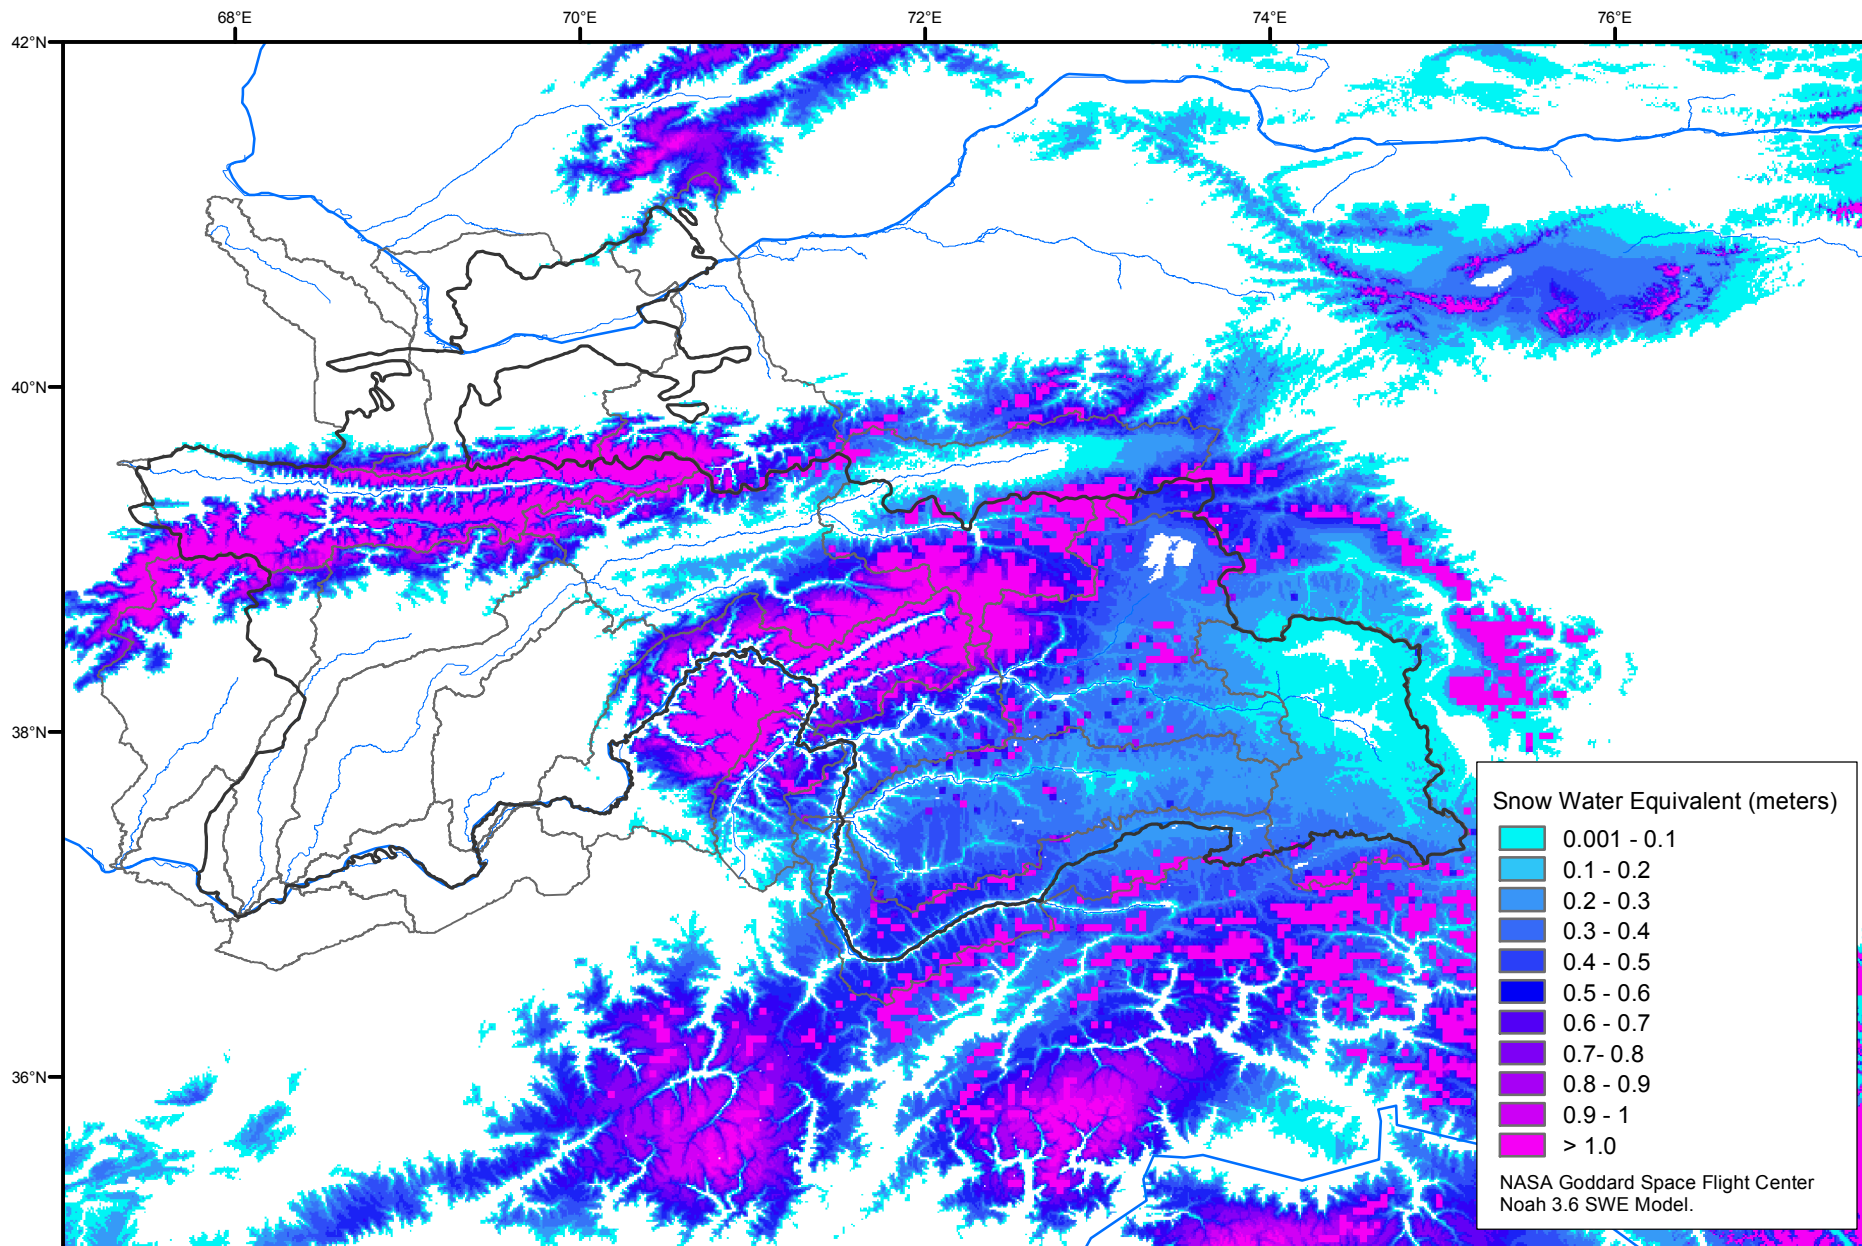 68°E
70°E
72°E
74°E
76°E
42°N
40°N
38°N
36°N
Snow Water Equivalent (meters)
0.001 - 0.1
0.1 - 0.2
0.2 - 0.3
0.3 - 0.4
0.4 - 0.5
0.5 - 0.6
0.6 - 0.7
0.7- 0.8
0.8 - 0.9
0.9 - 1
> 1.0
NASA Goddard Space Flight Center
Noah 3.6 SWE Model.